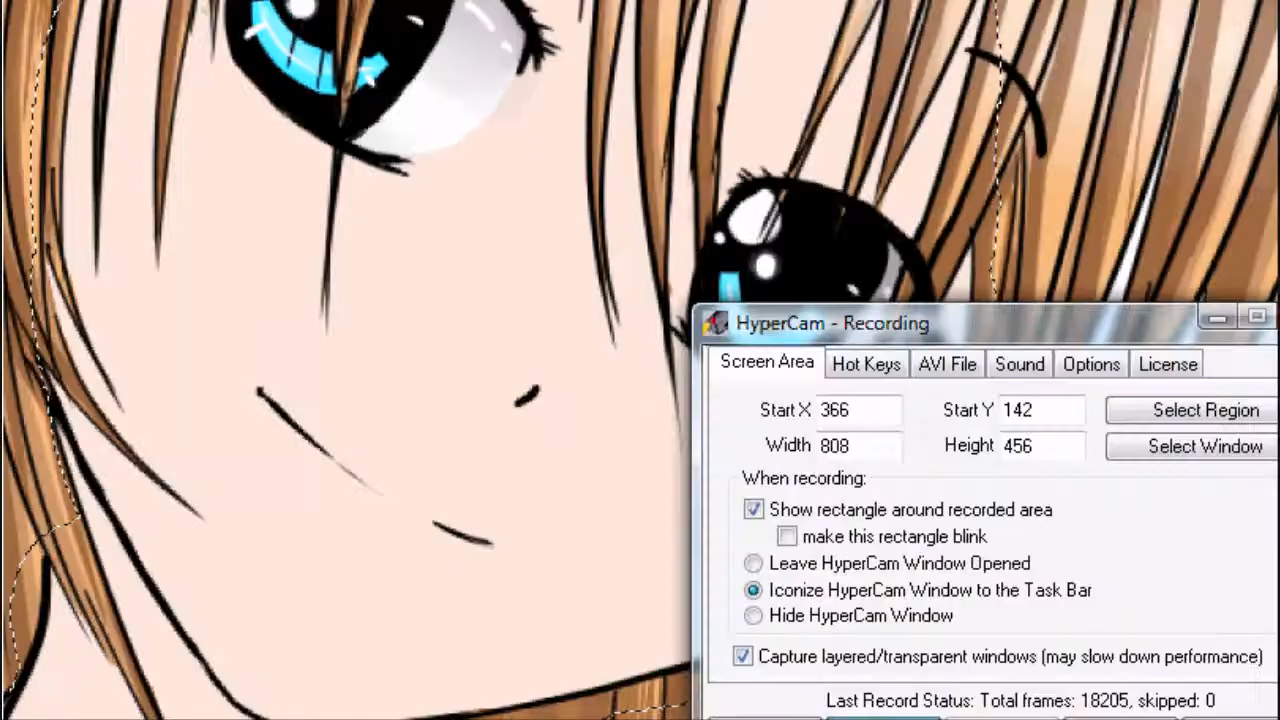 HyperCam - Recording
Screen Area Hot Keys AVI File Sound Options License
Start X 366 Start Y 142 Select Region
Width 808 Height 456 Select Window
When recording:
Show rectangle around recorded area
make this rectangle blink
Leave HyperCam Window Opened
Iconize HyperCam Window to the Task Bar
Hide HyperCam Window
Capture layered/transparent windows (may slow down performance)
Last Record Status: Total frames: 18205, skipped: 0